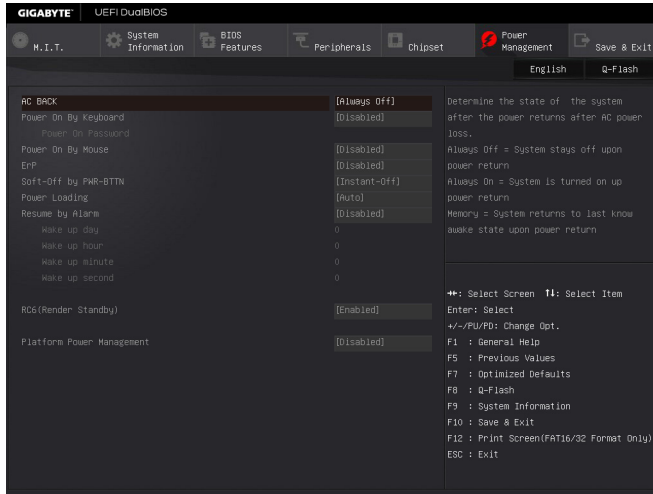 GIGABYTE™ UEFI DualBIOS
M.I.T. System Information BIOS Features Peripherals Chipset Power Management Save & Exit
English Q-Flash
AC BACK [Always Off]
Power On By Keyboard [Disabled]
Power On Password
Power On By Mouse [Disabled]
ErP [Disabled]
Soft-Off by PWR-BTTN [Instant-Off]
Power Loading [Auto]
Resume by Alarm [Disabled]
Wake up day 0
Wake up hour 0
Wake up minute 0
Wake up second 0
RC6(Render Standby) [Enabled]
Platform Power Management [Disabled]
Determine the state of the system
after the power returns after AC power
loss.
Always Off = System stays off upon
power return
Always On = System is turned on up
power return
Memory = System returns to last know
awake state upon power return
→←: Select Screen ↑↓: Select Item
Enter: Select
+/-/PU/PD: Change Opt.
F1 : General Help
F5 : Previous Values
F7 : Optimized Defaults
F8 : Q-Flash
F9 : System Information
F10 : Save & Exit
F12 : Print Screen(FAT16/32 Format Only)
ESC : Exit